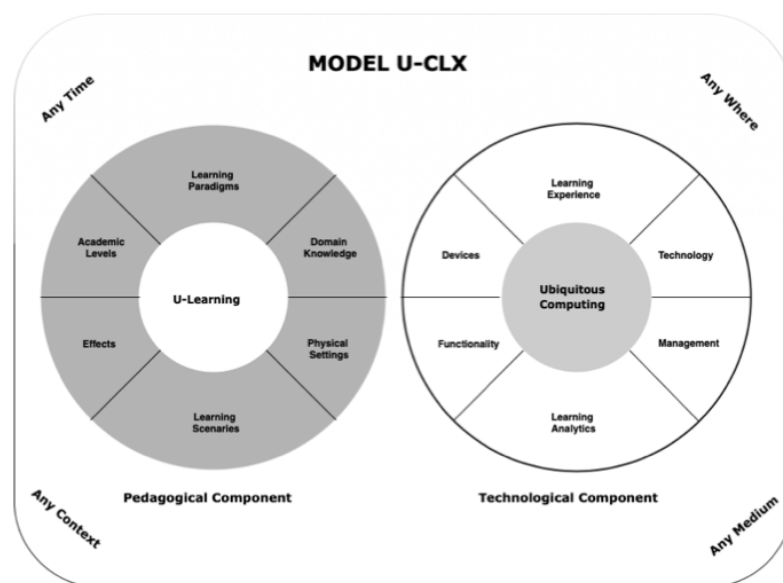 MODEL U-CLX
Any Time
Any Where
Learning
Paradigms
Academic
Levels
Domain
Knowledge
U-Learning
Effects
Physical
Settings
Learning
Scenaries
Pedagogical Component
Learning
Experience
Devices
Technology
Ubiquitous
Computing
Functionality
Management
Learning
Analytics
Technological Component
Any Context
Any Medium